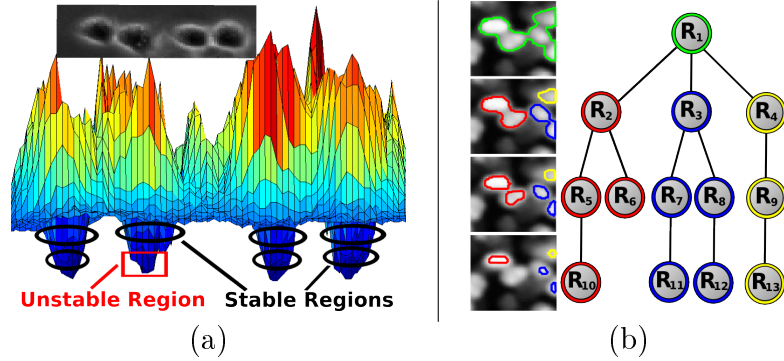 Unstable Region
Stable Regions
(a)
R1
R2
R3
R4
R5
R6
R7
R8
R9
R10
R11
R12
R13
(b)